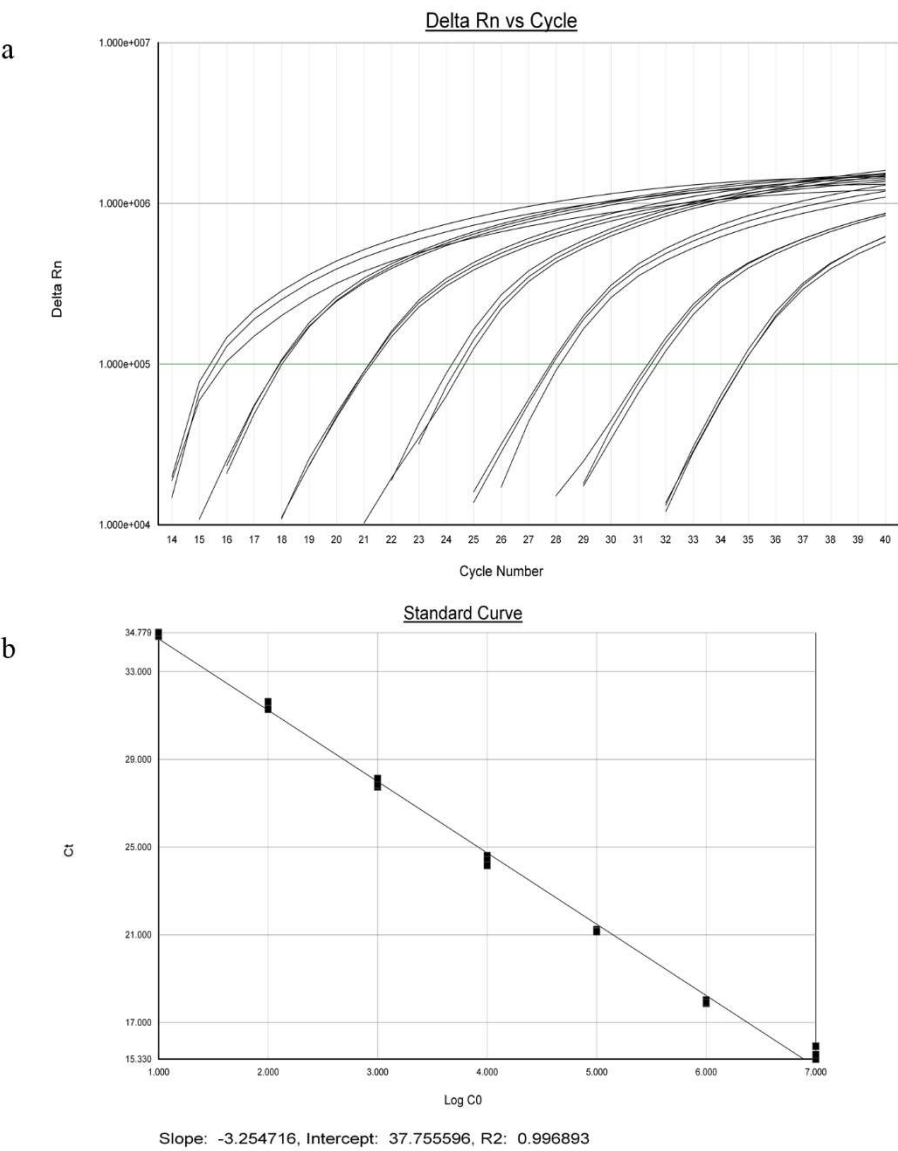 a
Delta Rn vs Cycle
1.000e+007
1.000e+006
Delta Rn
1.000e+005
1.000e+004
14 15 16 17 18 19 20 21 22 23 24 25 26 27 28 29 30 31 32 33 34 35 36 37 38 39 40
Cycle Number
b
Standard Curve
34.779
33.000
29.000
25.000
Ct
21.000
17.000
15.330
1.000 2.000 3.000 4.000 5.000 6.000 7.000
Log C0
Slope: -3.254716, Intercept: 37.755596, R2: 0.996893